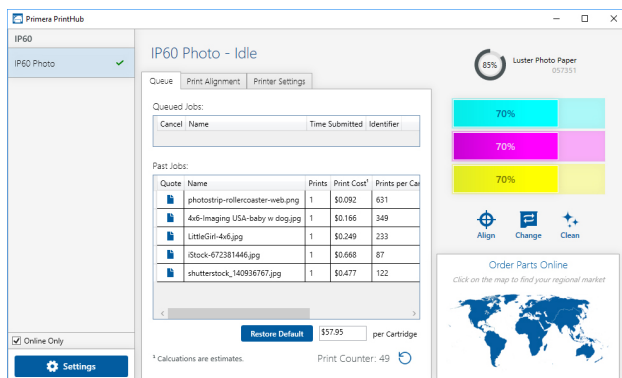 Primera PrintHub
IP60
IP60 Photo
IP60 Photo - Idle
Queue Print Alignment Printer Settings
Queued Jobs:
Cancel Name Time Submitted Identifier
Past Jobs:
Quote Name Prints Print Cost¹ Prints per Car
photostrip-rollercoaster-web.png 1 $0.092 631
4x6-Imaging USA-baby w dog.jpg 1 $0.166 349
LittleGirl-4x6.jpg 1 $0.249 233
iStock-672381446.jpg 1 $0.668 87
shutterstock_140936767.jpg 1 $0.477 122
Restore Default $57.95 per Cartridge
¹ Calcuations are estimates. Print Counter: 49
Online Only
Settings
85% Luster Photo Paper
057351
70%
70%
70%
Align Change Clean
Order Parts Online
Click on the map to find your regional market